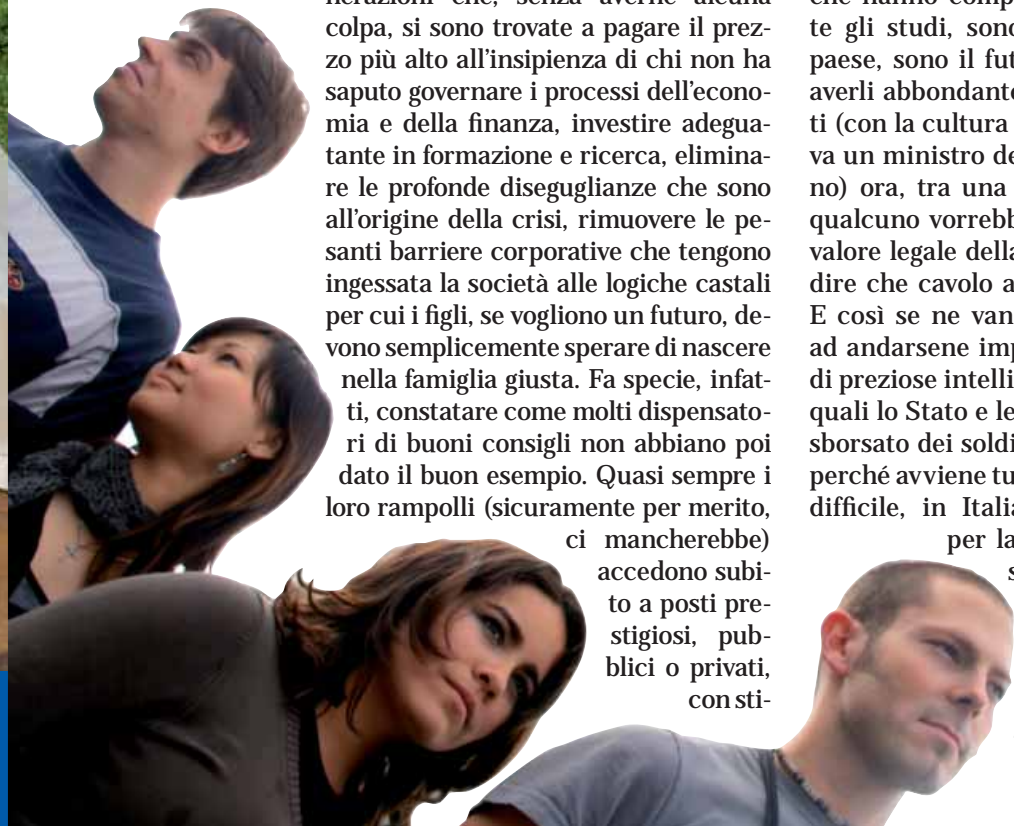 nerazioni che, senza averne alcuna
colpa, si sono trovate a pagare il prez-
zo più alto all'insipienza di chi non ha
saputo governare i processi dell'econo-
mia e della finanza, investire adegua-
tante in formazione e ricerca, elimina-
re le profonde diseguglianze che sono
all'origine della crisi, rimuovere le pe-
santi barriere corporative che tengono
ingessata la società alle logiche castali
per cui i figli, se vogliono un futuro, de-
vono semplicemente sperare di nascere
nella famiglia giusta. Fa specie, infat-
ti, constatare come molti dispensato-
ri di buoni consigli non abbiano poi
dato il buon esempio. Quasi sempre i
loro rampolli (sicuramente per merito,
ci mancherebbe)
accedono subi-
to a posti pre-
stigiosi, pub-
blici o privati,
con sti-
che hanno comp
te gli studi, sono
paese, sono il fut
averli abbondante
ti (con la cultura
va un ministro de
no) ora, tra una
qualcuno vorrebb
valore legale della
dire che cavolo a
E così se ne van
ad andarsene imp
di preziose intelli
quali lo Stato e le
sborsato dei soldi
perché avviene tu
difficile, in Italia
per la
s